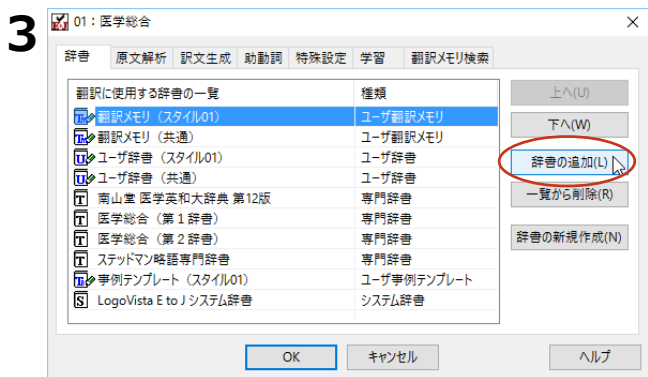 3
01：医学総合
辞書 原文解析 訳文生成 助動詞 特殊設定 学習 翻訳メモリ検索
翻訳に使用する辞書の一覧 種類
翻訳メモリ（スタイル01） ユーザ翻訳メモリ
翻訳メモリ（共通） ユーザ翻訳メモリ
ユーザ辞書（スタイル01） ユーザ辞書
ユーザ辞書（共通） ユーザ辞書
南山堂 医学英和大辞典 第12版 専門辞書
医学総合（第１辞書） 専門辞書
医学総合（第２辞書） 専門辞書
ステッドマン略語専門辞書 専門辞書
事例テンプレート（スタイル01） ユーザ事例テンプレート
LogoVista E to J システム辞書 システム辞書
上へ(U)
下へ(W)
辞書の追加(L)
一覧から削除(R)
辞書の新規作成(N)
OK キャンセル ヘルプ